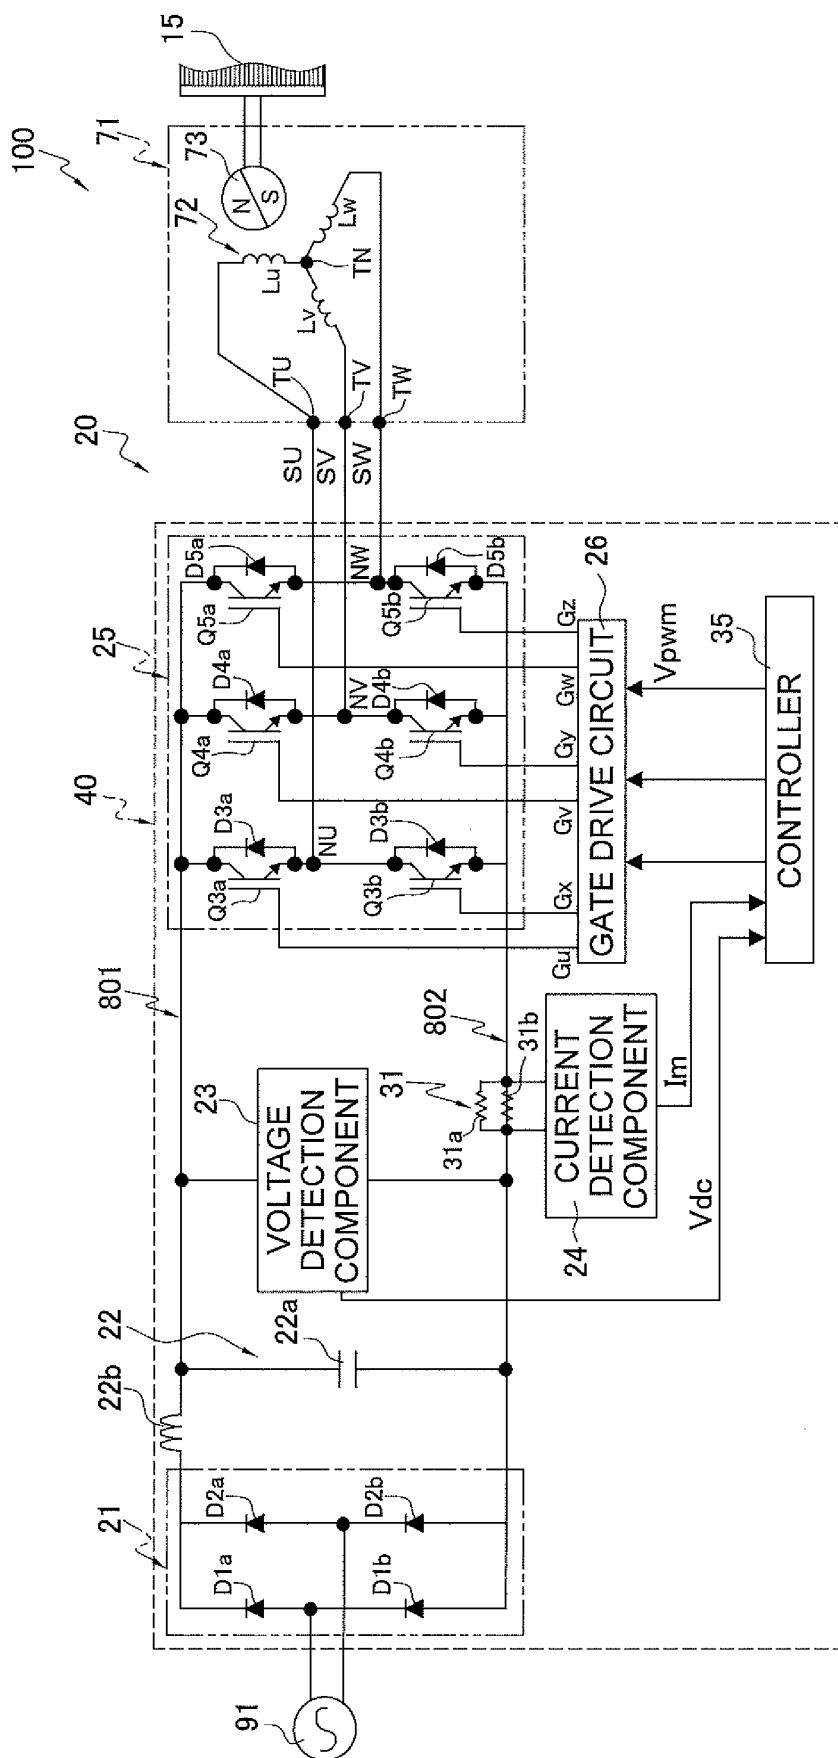 100
20
40
15
71
73
N
S
72
Lu
Lv
Lw
TN
TU
TV
TW
SU
SV
SW
25
D5a
Q5a
NW
D5b
Q5b
D4a
Q4a
NV
D4b
Q4b
D3a
Q3a
NU
D3b
Q3b
801
802
Gu
Gx
Gv
Gy
Gw
Gz
26
GATE DRIVE CIRCUIT
Vpwm
35
CONTROLLER
23
VOLTAGE
DETECTION
COMPONENT
31
31a
31b
CURRENT
DETECTION
COMPONENT
24
Im
Vdc
22
22a
22b
21
D2a
D2b
D1a
D1b
91